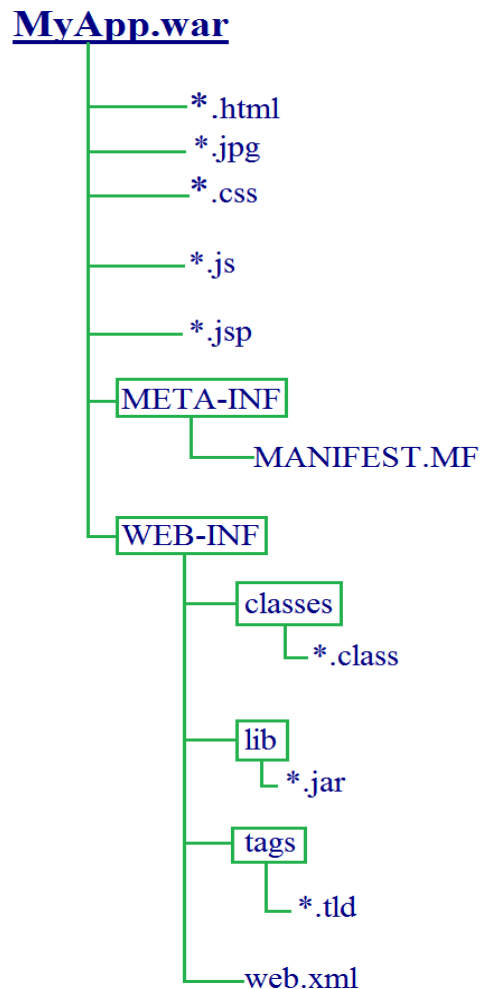 MyApp.war
*.html
*.jpg
*.css
*.js
*.jsp
META-INF
MANIFEST.MF
WEB-INF
classes
*.class
lib
*.jar
tags
*.tld
web.xml